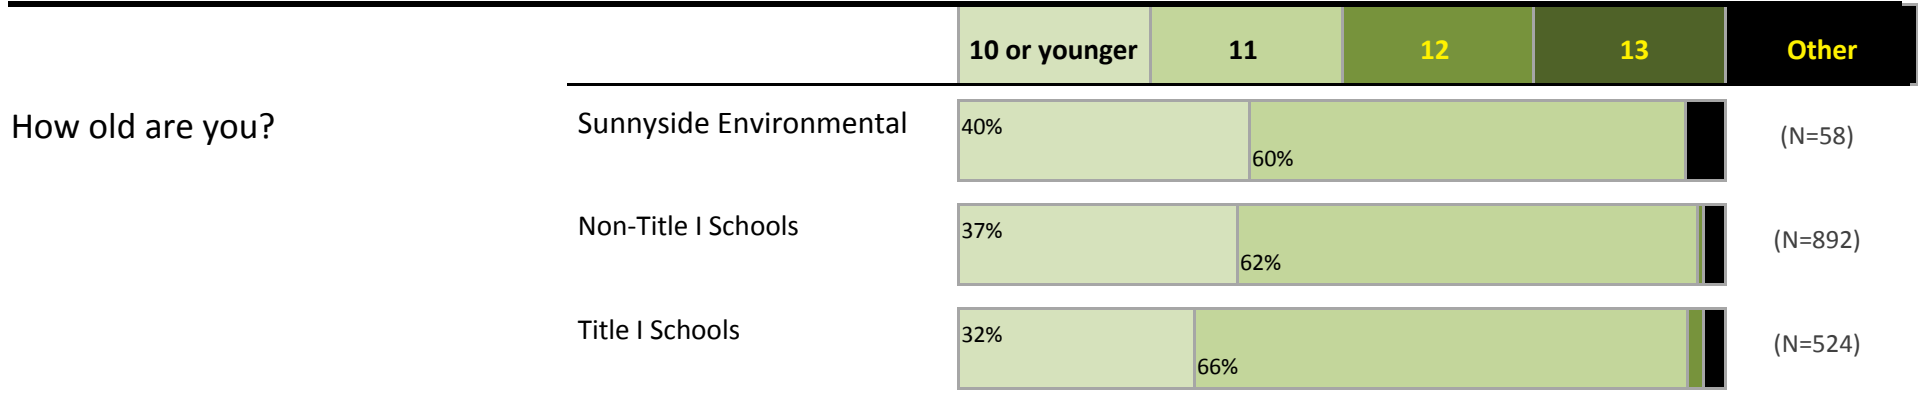 10 or younger 11 12 13 Other
How old are you? Sunnyside Environmental 40% 60% (N=58)
Non-Title I Schools 37% 62% (N=892)
Title I Schools 32% 66% (N=524)